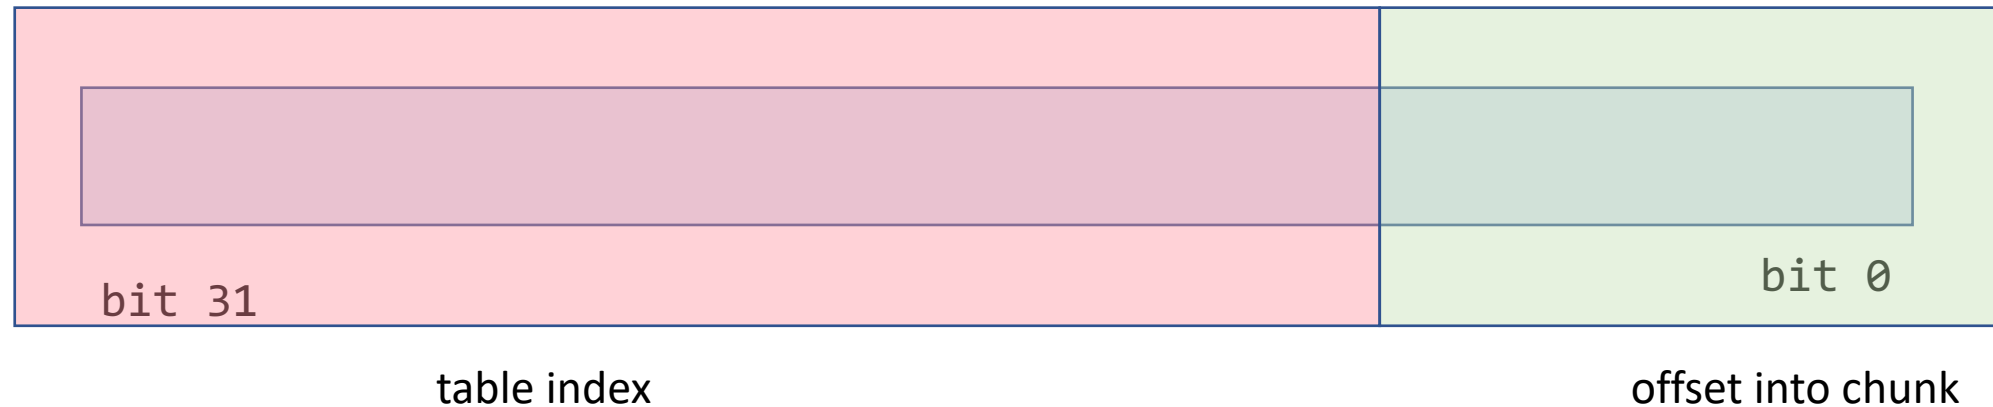 bit 31
bit 0
table index
offset into chunk